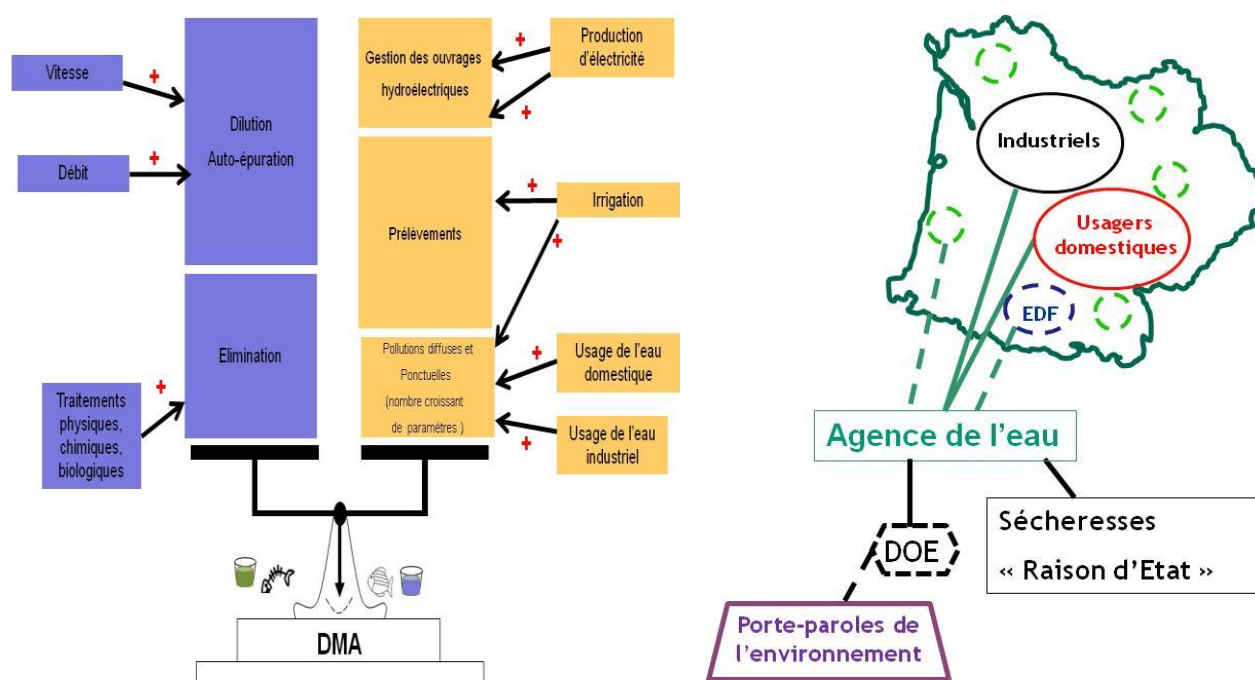 Vitesse
+
Débit
+
Traitements
physiques,
chimiques,
biologiques
+
Dilution
Auto-épuration
Elimination
Gestion des ouvrages
hydroélectriques
Prélèvements
Pollutions diffuses et
Ponctuelles
(nombre croissant
de paramètres )
+
Production
d'électricité
+
+
Irrigation
+
+
Usage de l'eau
domestique
Usage de l'eau
industriel
+
DMA
Industriels
Usagers
domestiques
EDF
Agence de l'eau
DOE
Sécheresses
« Raison d'Etat »
Porte-paroles de
l'environnement